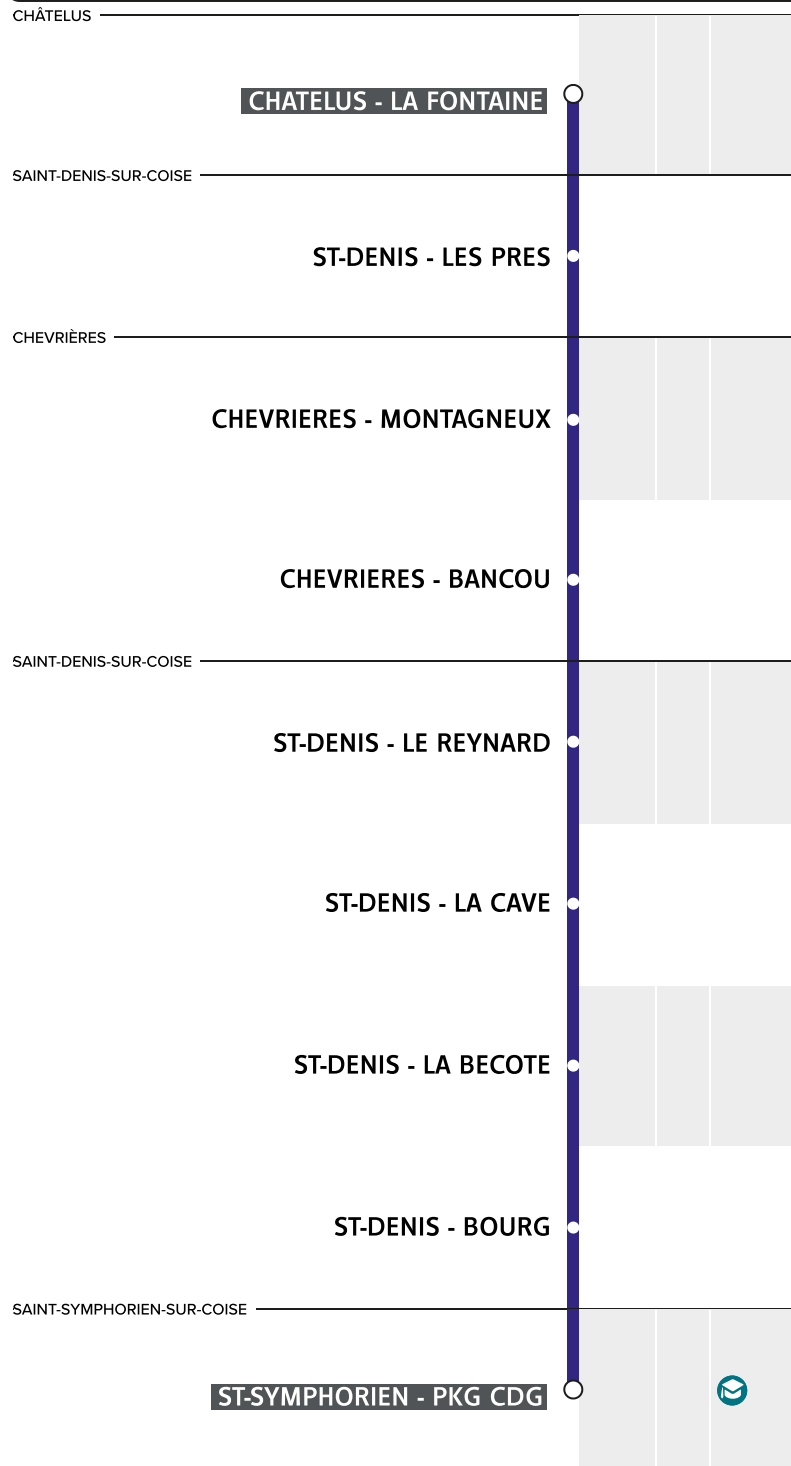 CHÂTELUS
CHATELUS - LA FONTAINE
SAINT-DENIS-SUR-COISE
ST-DENIS - LES PRES
CHEVRIÈRES
CHEVRIERES - MONTAGNEUX
CHEVRIERES - BANCOU
SAINT-DENIS-SUR-COISE
ST-DENIS - LE REYNARD
ST-DENIS - LA CAVE
ST-DENIS - LA BECOTE
ST-DENIS - BOURG
SAINT-SYMPHORIEN-SUR-COISE
ST-SYMPHORIEN - PKG CDG